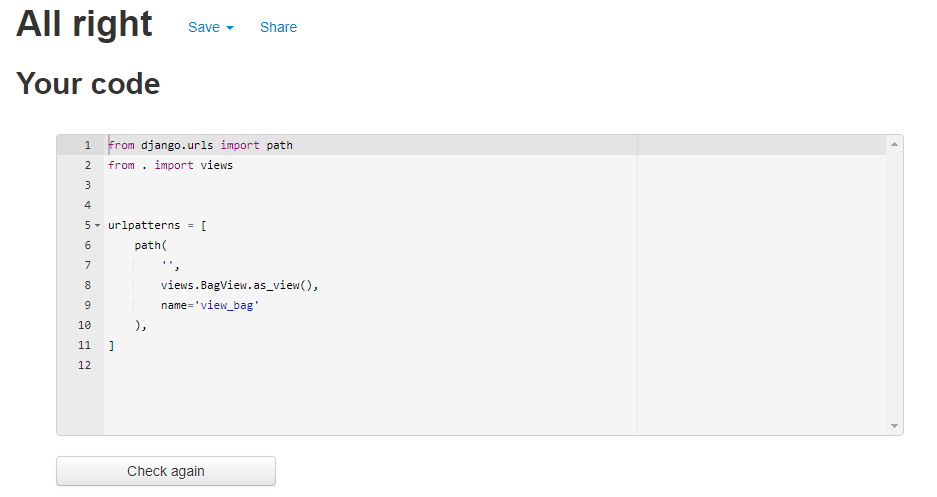 All right Save Share
Your code
1 from django.urls import path
2 from . import views
3
4
5 urlpatterns = [
6     path(
7         '',
8         views.BagView.as_view(),
9         name='view_bag'
10     ),
11 ]
12
Check again